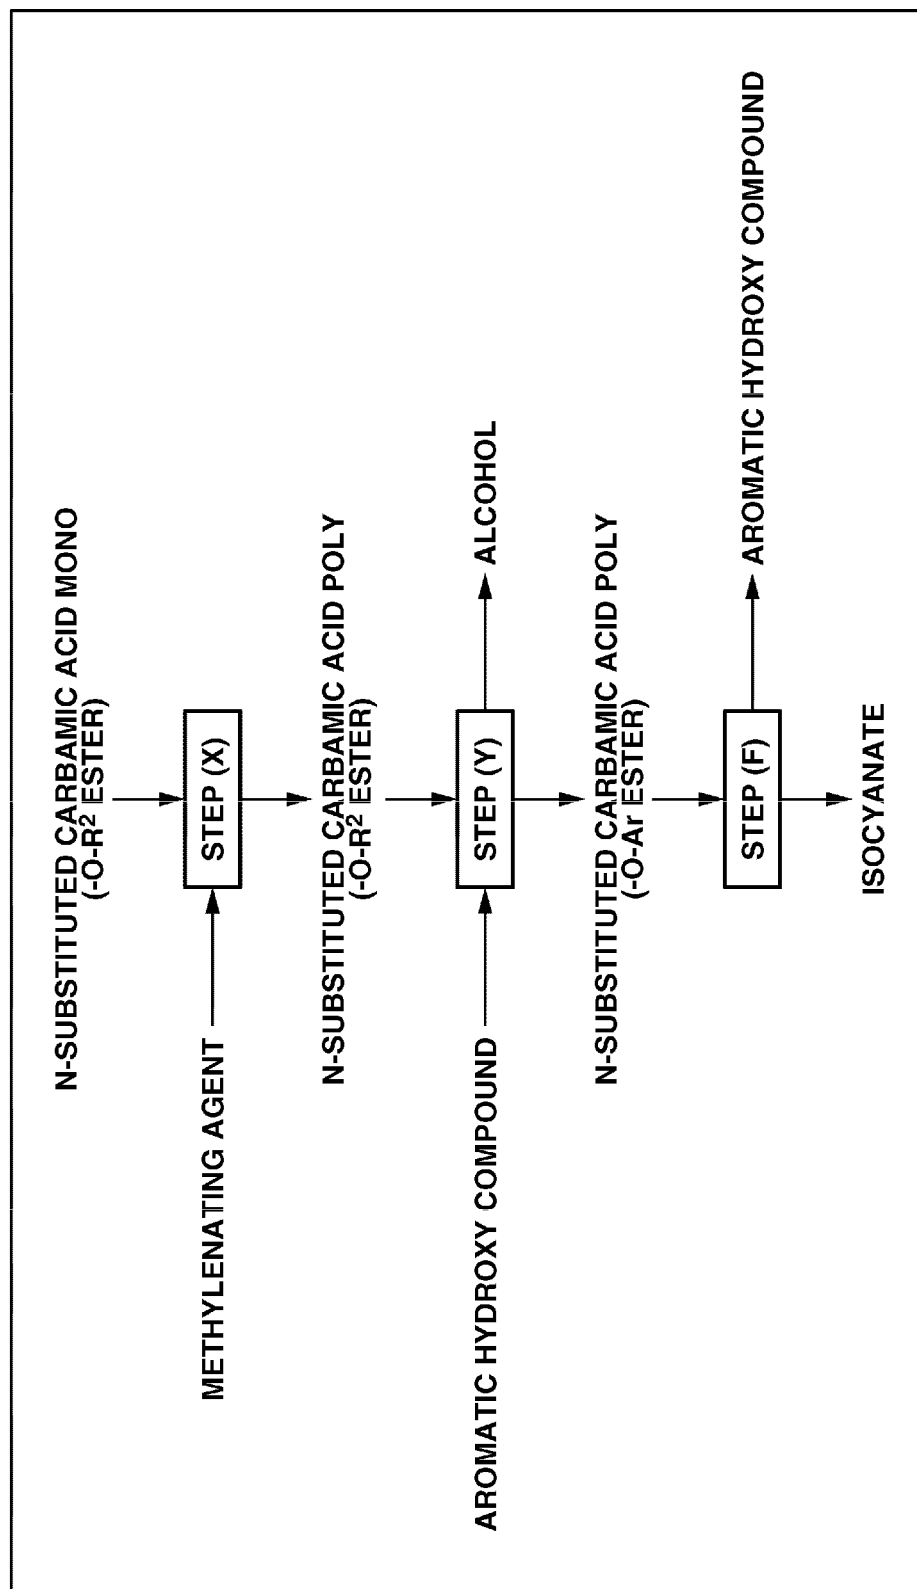 N-SUBSTITUTED CARBAMIC ACID MONO
(-O-R² ESTER)
METHYLENATING AGENT
STEP (X)
N-SUBSTITUTED CARBAMIC ACID POLY
(-O-R² ESTER)
AROMATIC HYDROXY COMPOUND
STEP (Y)
ALCOHOL
N-SUBSTITUTED CARBAMIC ACID POLY
(-O-Ar ESTER)
STEP (F)
AROMATIC HYDROXY COMPOUND
ISOCYANATE